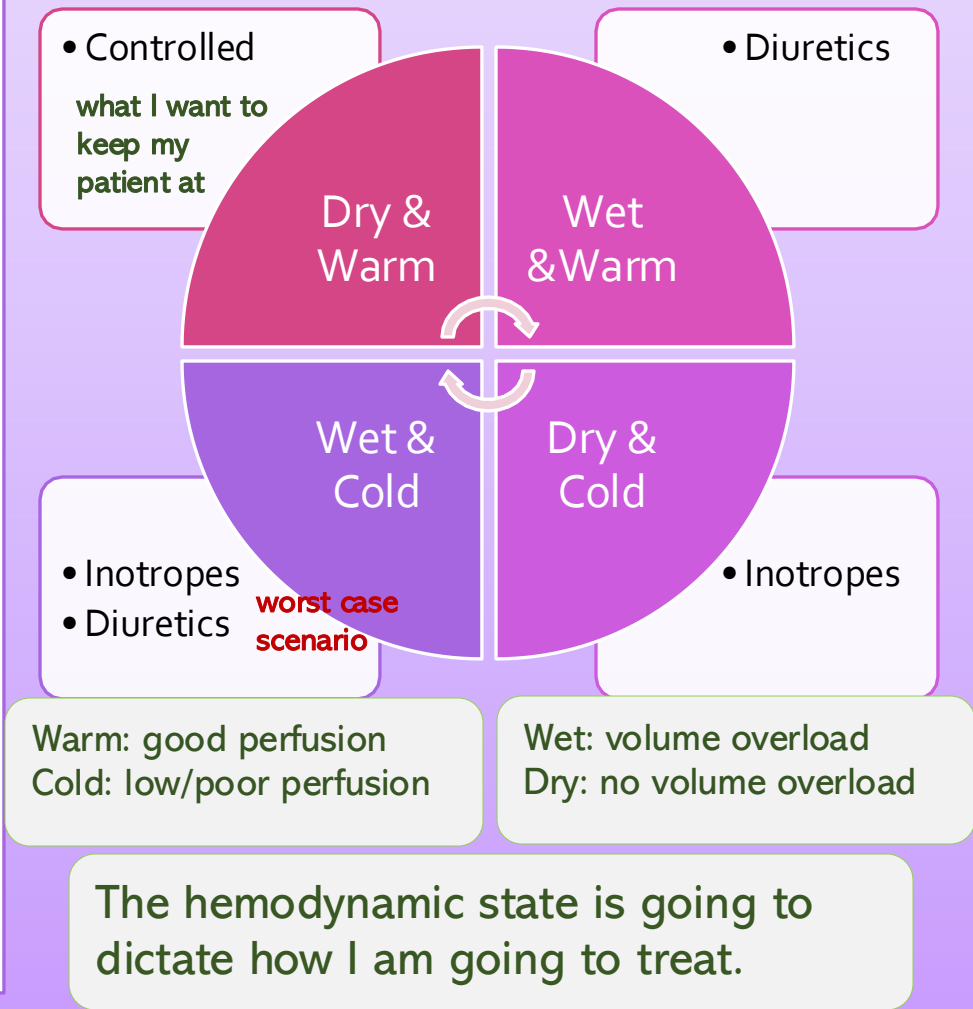 • Controlled
what I want to
keep my
patient at
• Diuretics
Dry &
Warm
Wet
&Warm
Wet &
Cold
Dry &
Cold
• Inotropes
• Diuretics
worst case
scenario
• Inotropes
Warm: good perfusion
Cold: low/poor perfusion
Wet: volume overload
Dry: no volume overload
The hemodynamic state is going to
dictate how I am going to treat.